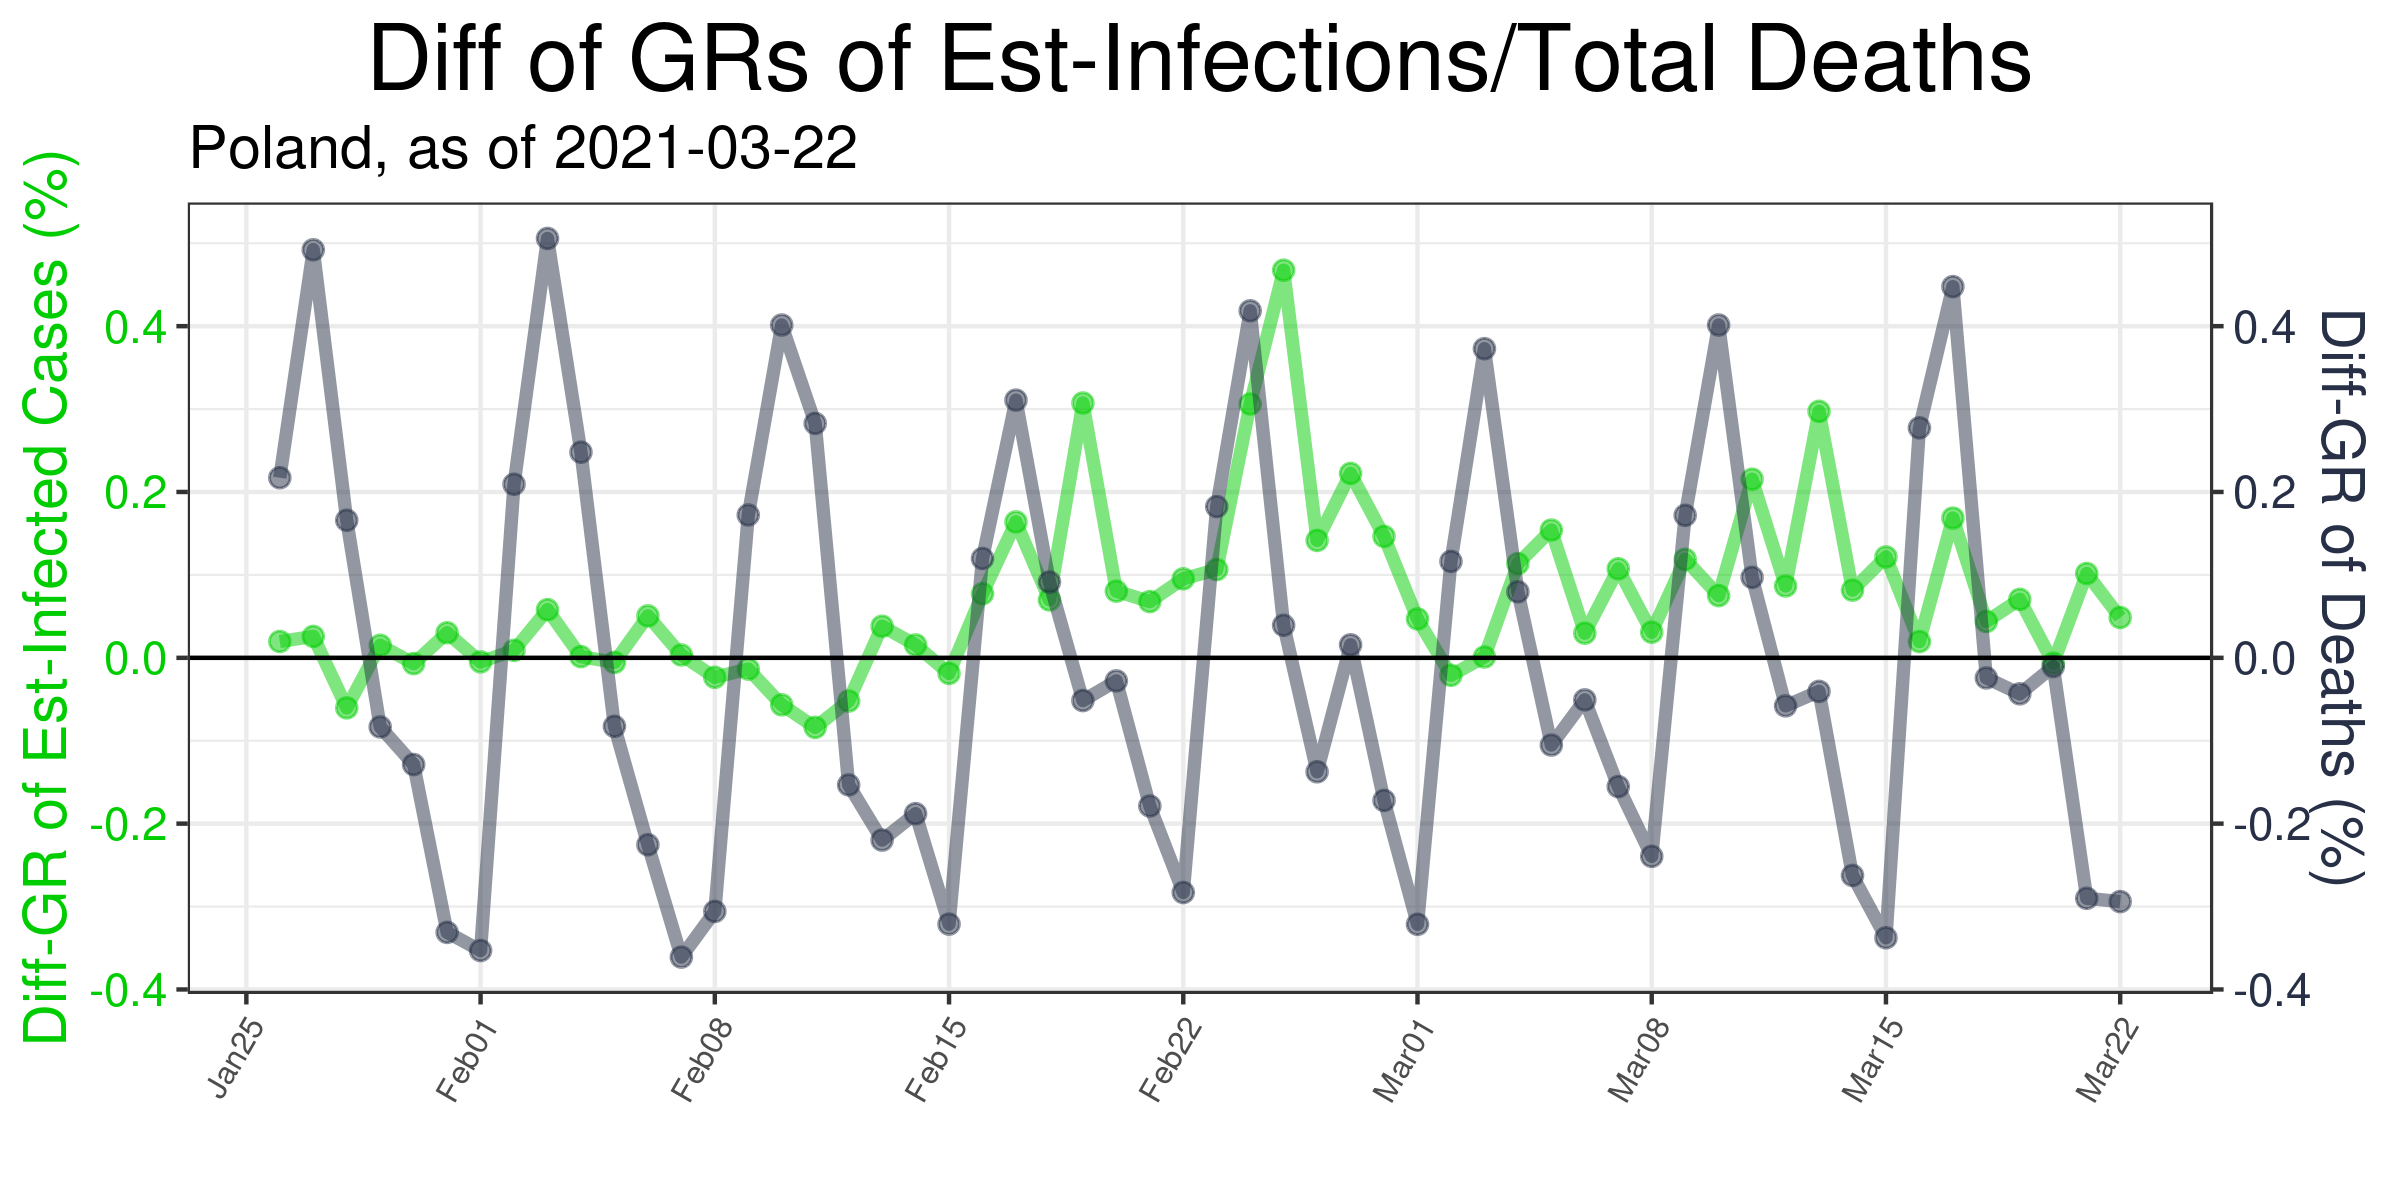 Diff of GRs of Est-Infections/Total Deaths
Poland, as of 2021-03-22
Diff-GR of Est-Infected Cases (%)
0.4
0.2
0.0
-0.2
-0.4
0.4
0.2
0.0
-0.2
-0.4
Diff-GR of Deaths (%)
Jan25
Feb01
Feb08
Feb15
Feb22
Mar01
Mar08
Mar15
Mar22